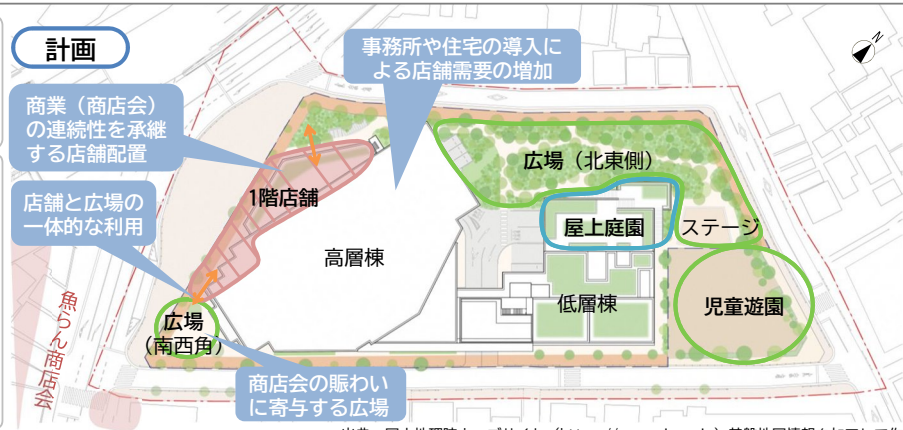 計画
N
事務所や住宅の導入に
よる店舗需要の増加
商業（商店会）
の連続性を承継
する店舗配置
広場（北東側）
1階店舗
店舗と広場の
一体的な利用
屋上庭園
ステージ
高層棟
低層棟
児童遊園
広場
（南西角）
魚らん商店会
商店会の賑わい
に寄与する広場